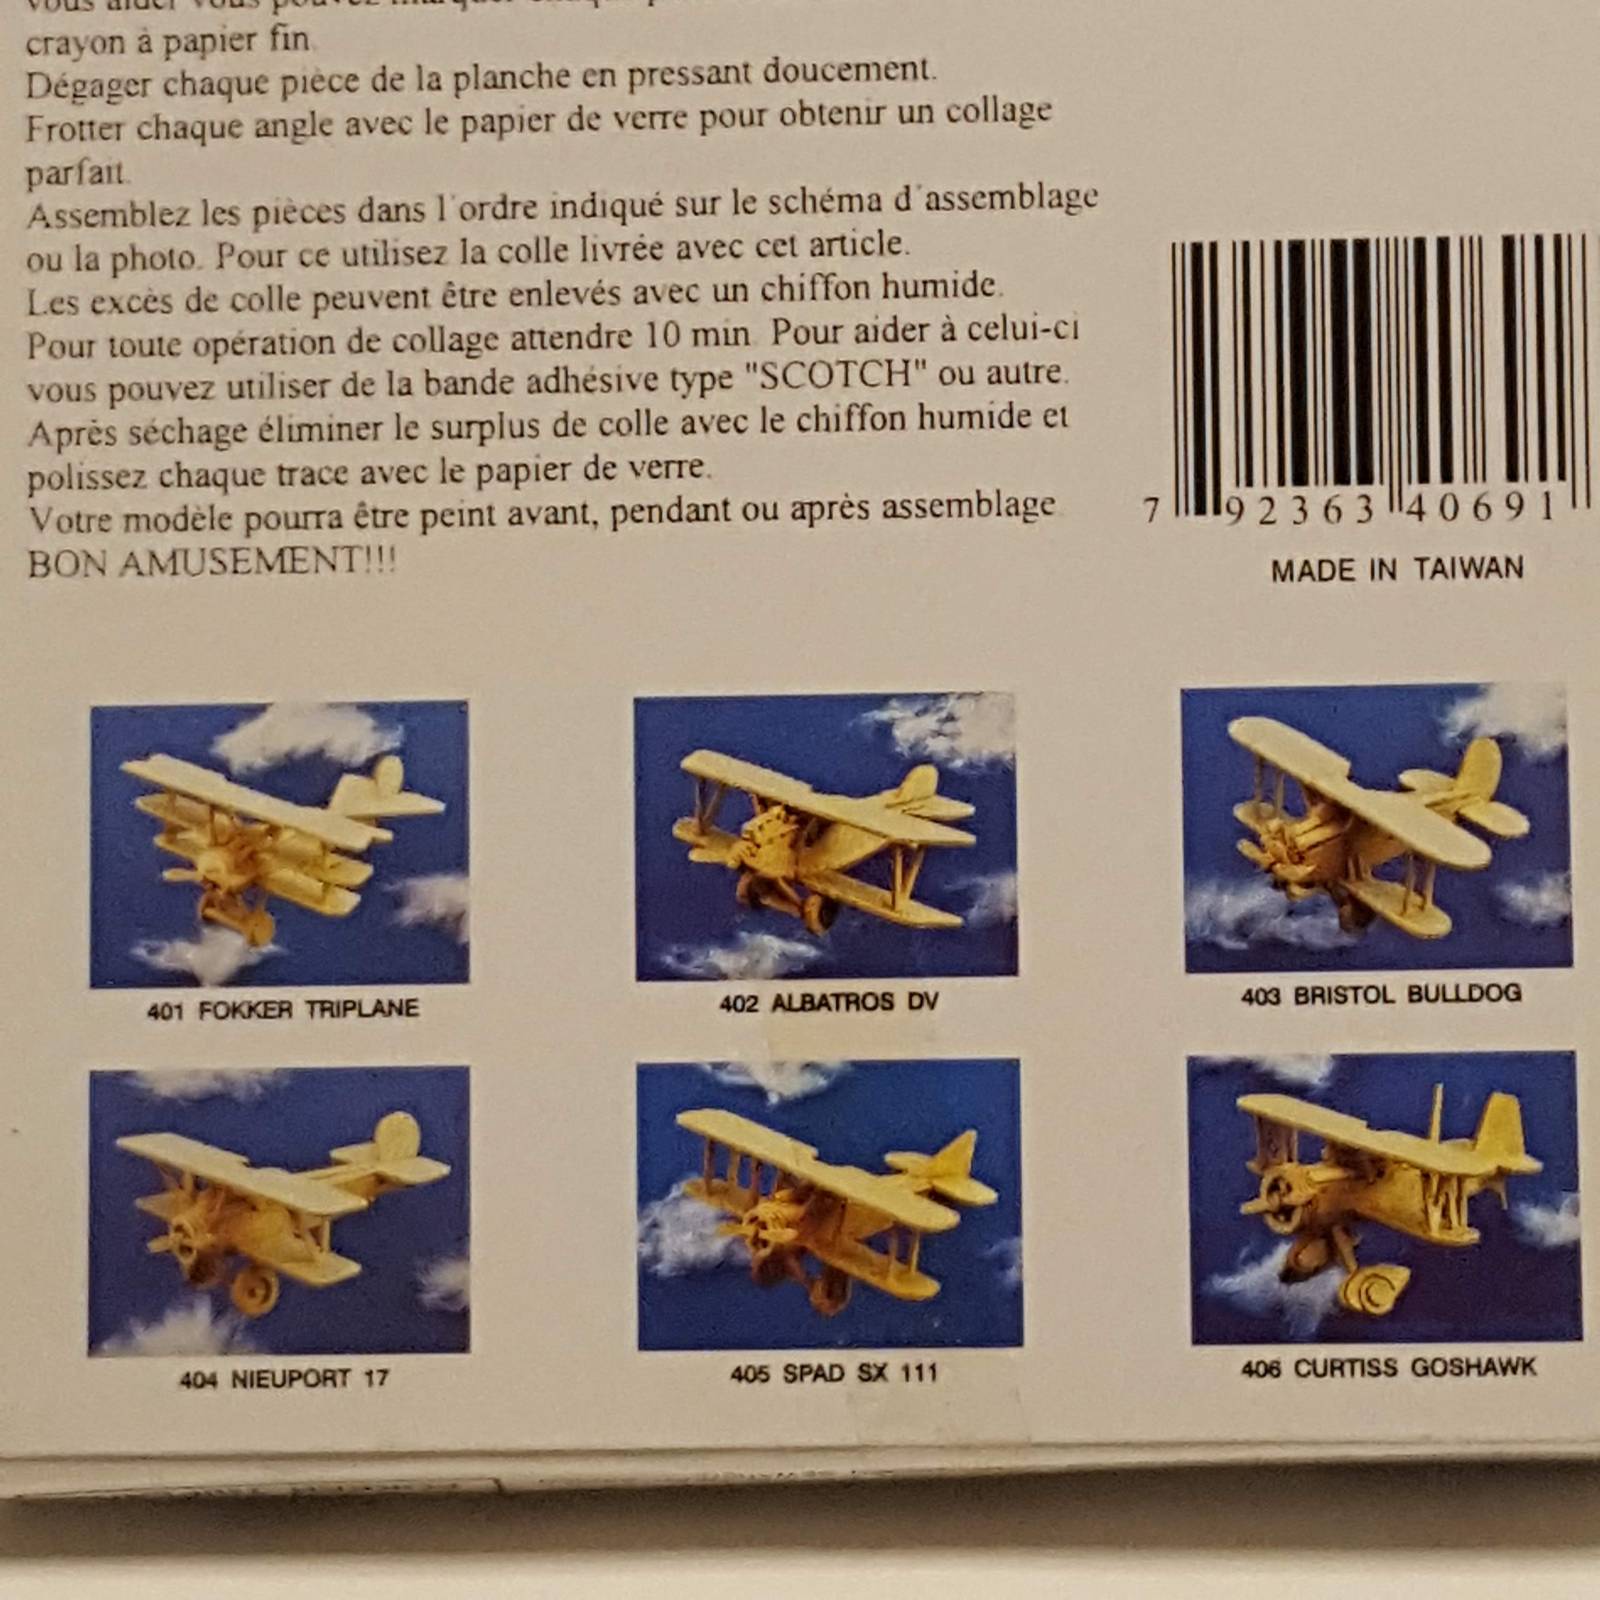 crayon à papier fin.
Dégager chaque pièce de la planche en pressant doucement.
Frotter chaque angle avec le papier de verre pour obtenir un collage
parfait.
Assemblez les pièces dans l'ordre indiqué sur le schéma d'assemblage
ou la photo. Pour ce utilisez la colle livrée avec cet article.
Les excès de colle peuvent être enlevés avec un chiffon humide.
Pour toute opération de collage attendre 10 min. Pour aider à celui-ci
vous pouvez utiliser de la bande adhésive type "SCOTCH" ou autre.
Après séchage éliminer le surplus de colle avec le chiffon humide et
polissez chaque trace avec le papier de verre.
Votre modèle pourra être peint avant, pendant ou après assemblage
BON AMUSEMENT!!!
7 92363 40691
MADE IN TAIWAN
401 FOKKER TRIPLANE
402 ALBATROS DV
403 BRISTOL BULLDOG
404 NIEUPORT 17
405 SPAD SX 111
406 CURTISS GOSHAWK